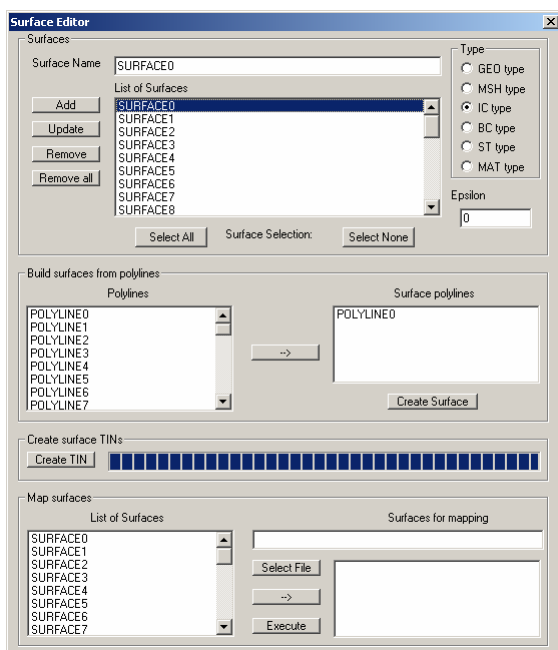 Surface Editor
Surfaces
Surface Name
SURFACE0
Type
GEO type
MSH type
IC type
BC type
ST type
MAT type
Add
Update
Remove
Remove all
List of Surfaces
SURFACE0
SURFACE1
SURFACE2
SURFACE3
SURFACE4
SURFACE5
SURFACE6
SURFACE7
SURFACE8
Epsilon
0
Select All
Surface Selection:
Select None
Build surfaces from polylines
Polylines
POLYLINE0
POLYLINE1
POLYLINE2
POLYLINE3
POLYLINE4
POLYLINE5
POLYLINE6
POLYLINE7
-->
Surface polylines
POLYLINE0
Create Surface
Create surface TINs
Create TIN
Map surfaces
List of Surfaces
SURFACE0
SURFACE1
SURFACE2
SURFACE3
SURFACE4
SURFACE5
SURFACE6
SURFACE7
Surfaces for mapping
Select File
-->
Execute